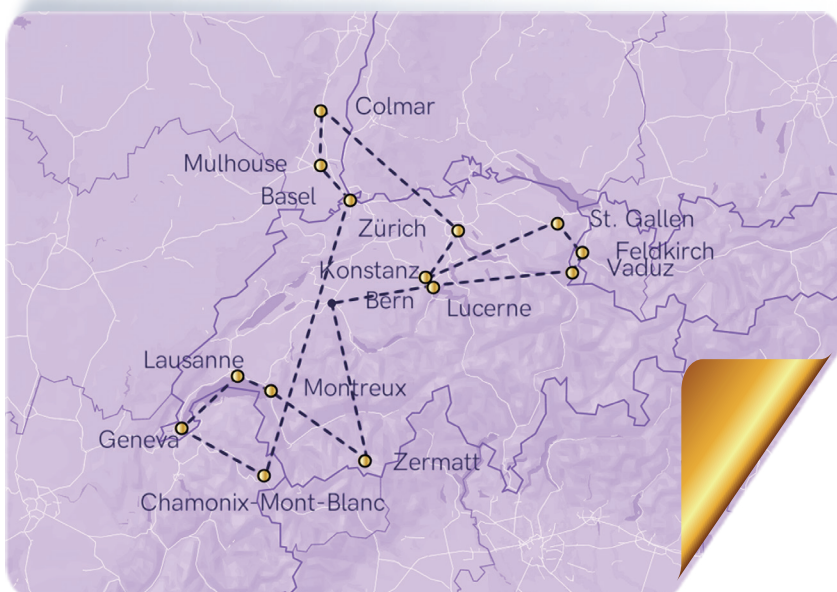 Colmar
Mulhouse
Basel
Zürich
St. Gallen
Feldkirch
Vaduz
Konstanz
Bern
Lucerne
Lausanne
Montreux
Geneva
Zermatt
Chamonix-Mont-Blanc